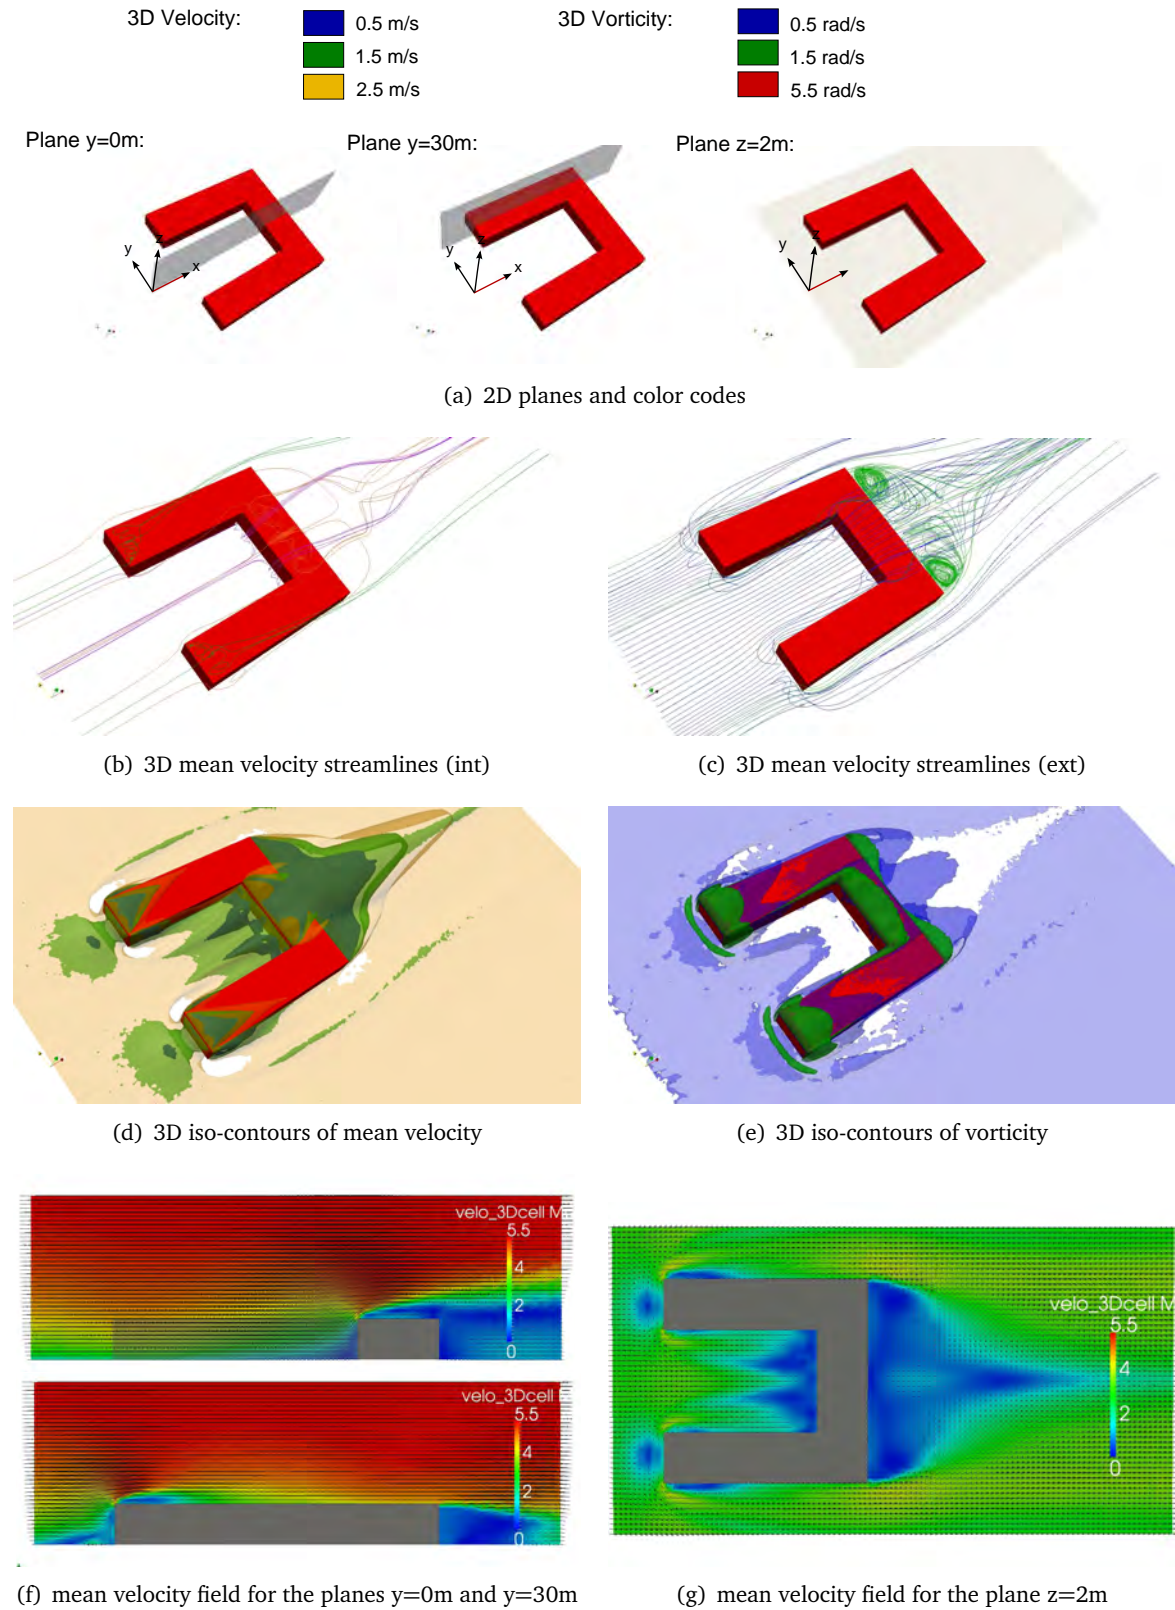 3D Velocity:
0.5 m/s
1.5 m/s
2.5 m/s
3D Vorticity:
0.5 rad/s
1.5 rad/s
5.5 rad/s
Plane y=0m:
Plane y=30m:
Plane z=2m:
y
z
x
y
z
x
y
z
(a) 2D planes and color codes
(b) 3D mean velocity streamlines (int)
(c) 3D mean velocity streamlines (ext)
(d) 3D iso-contours of mean velocity
(e) 3D iso-contours of vorticity
velo_3Dcell M
5.5
4
2
0
velo_3Dcell M
5.5
4
2
0
velo_3Dcell M
5.5
4
2
0
(f) mean velocity field for the planes y=0m and y=30m
(g) mean velocity field for the plane z=2m